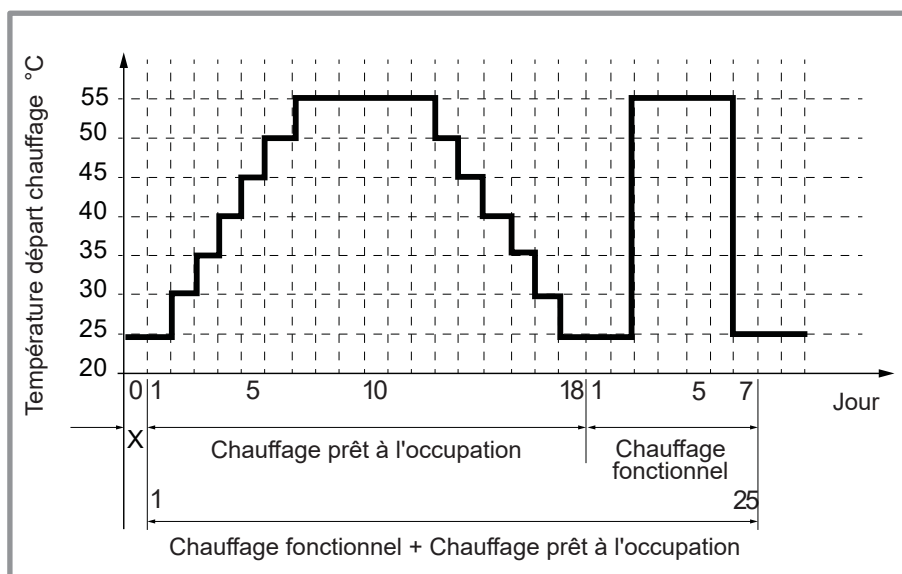 Température départ chauffage °C
55
50
45
40
35
30
25
20
0 1 5 10 18 1 5 7
Jour
X
Chauffage prêt à l'occupation
Chauffage
fonctionnel
1 25
Chauffage fonctionnel + Chauffage prêt à l'occupation